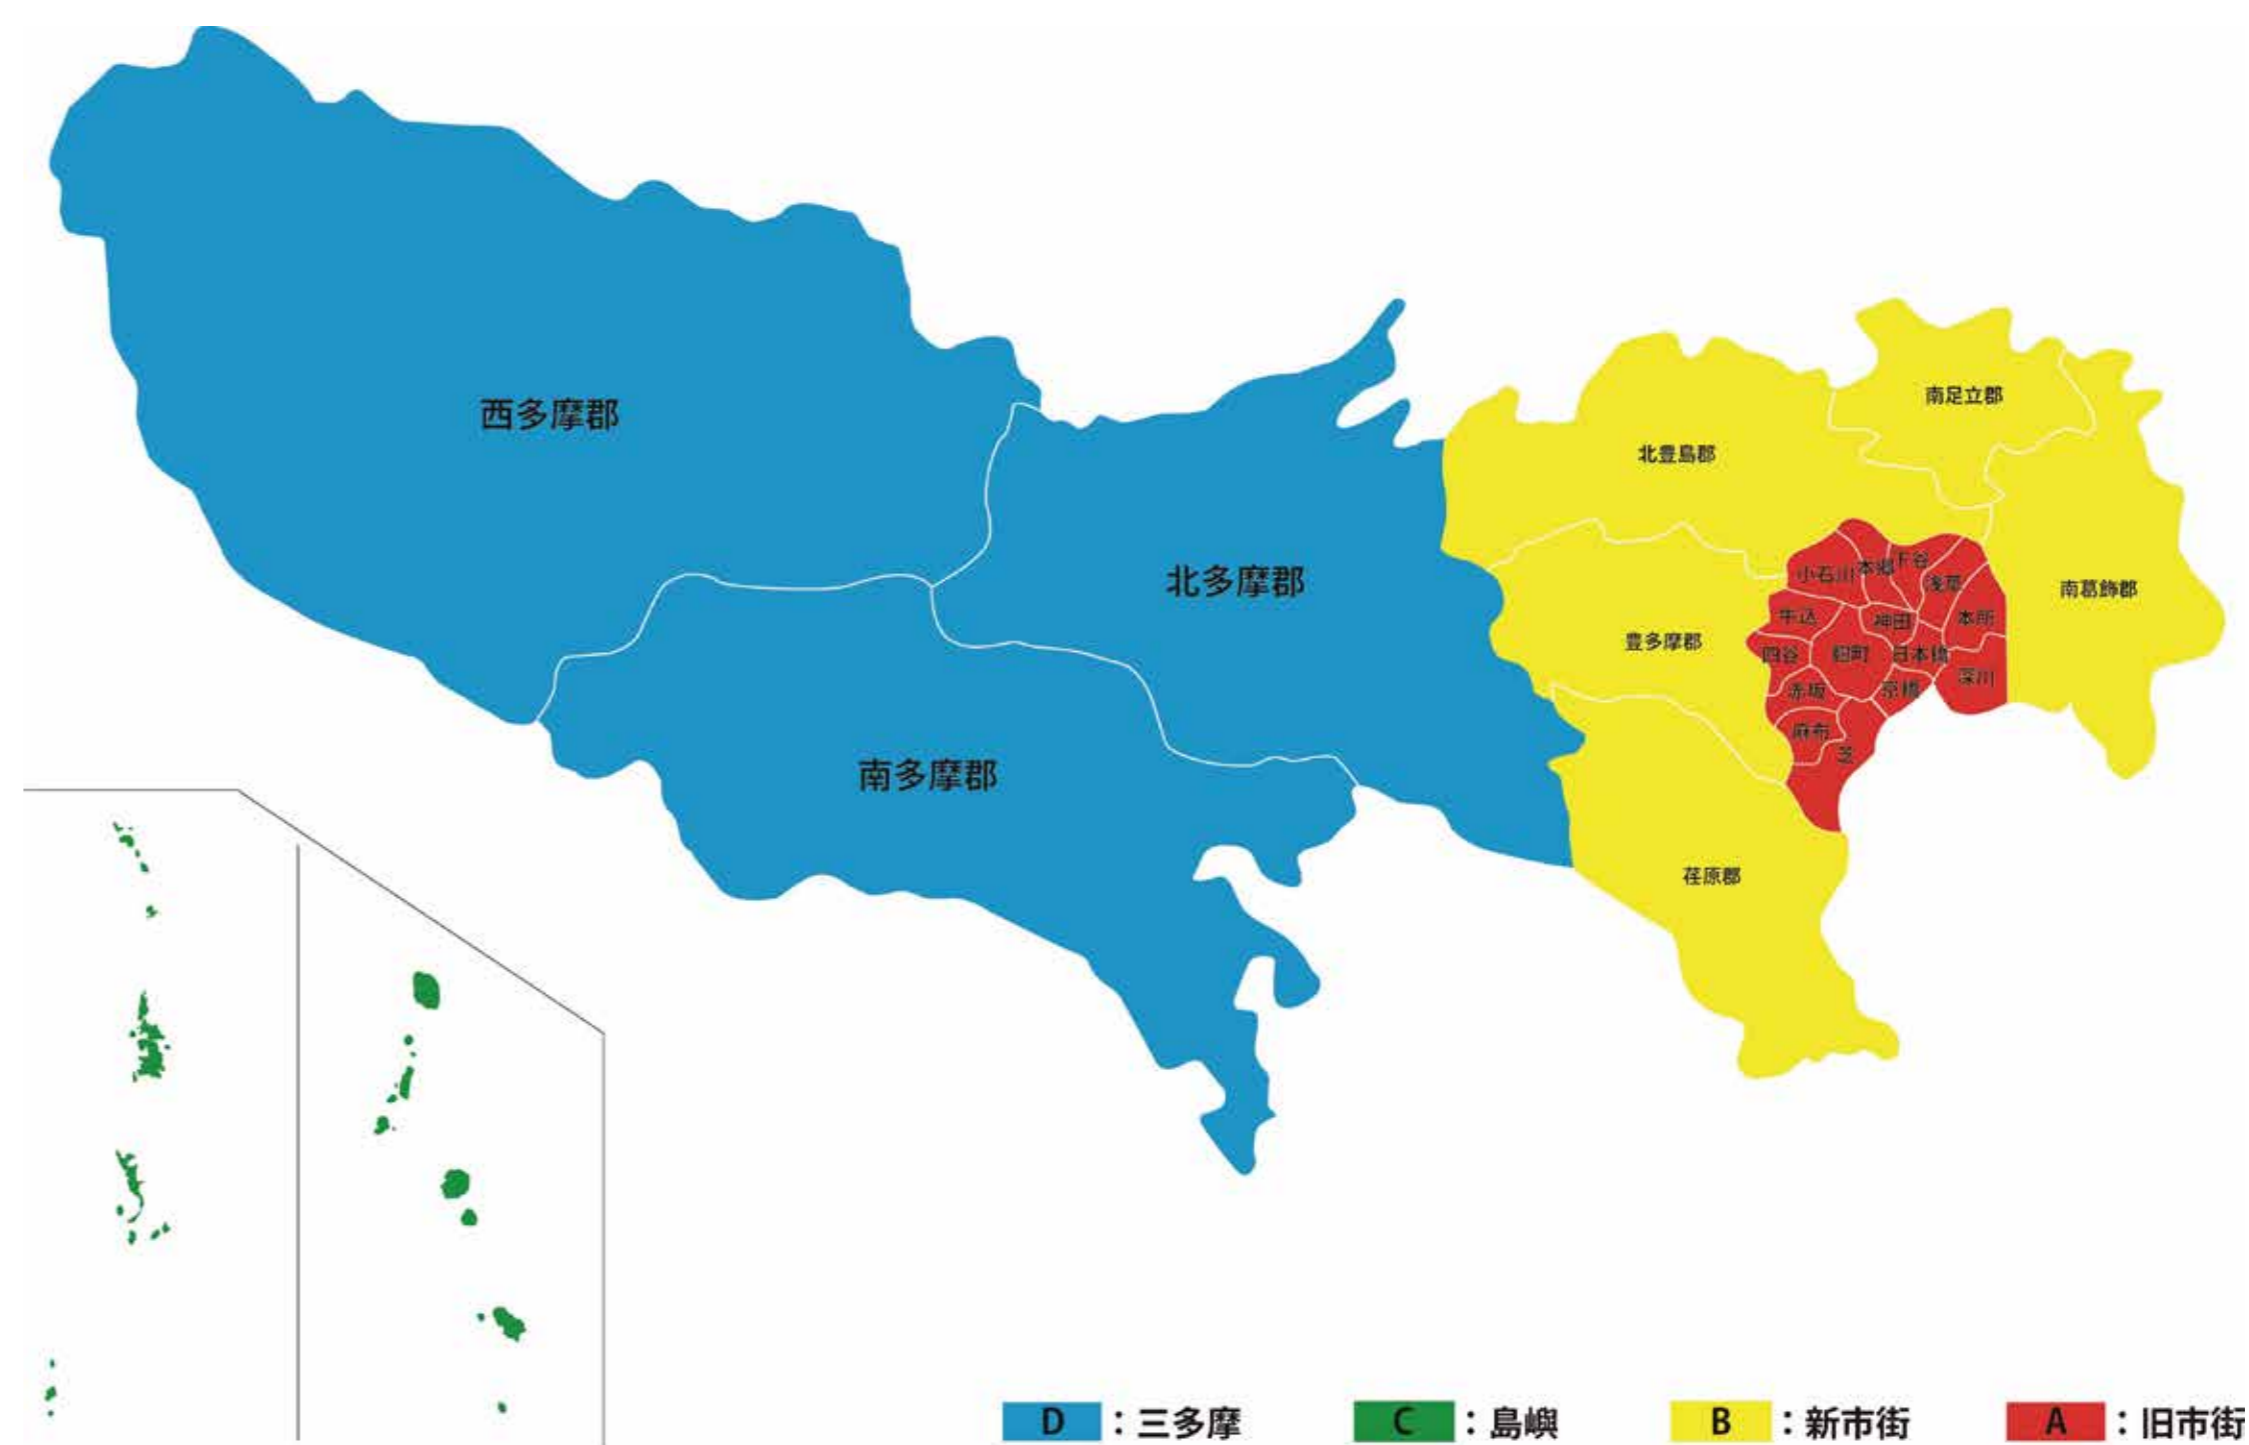 西多摩郡
北多摩郡
南多摩郡
南足立郡
北豊島郡
南葛飾郡
豊多摩郡
荏原郡
小石川
本郷
下谷
浅草
牛込
神田
本所
四谷
麹町
日本橋
深川
赤坂
京橋
麻布
芝
D:三多摩
C:島嶼
B:新市街
A:旧市街